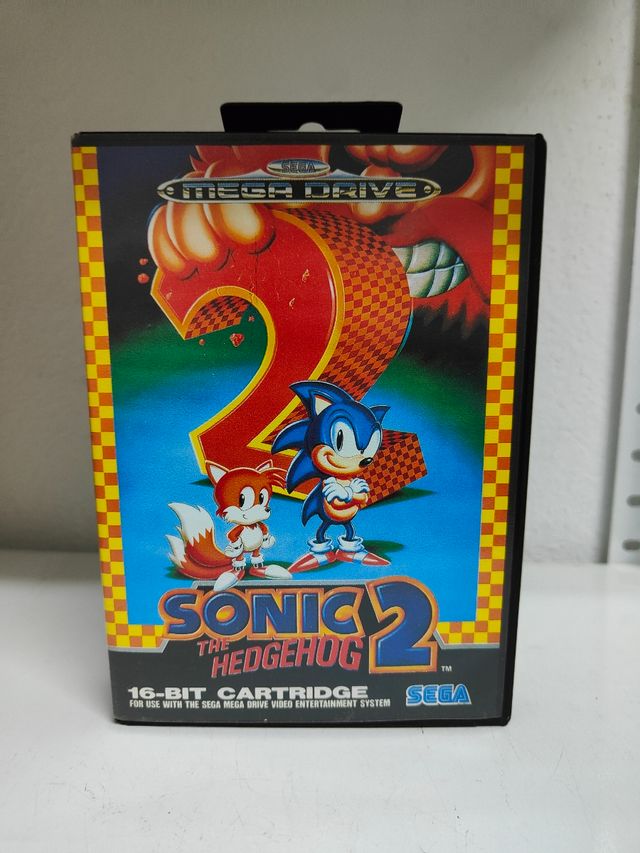 SEGA
MEGA DRIVE
2
SONIC
THE
HEDGEHOG 2
TM
16-BIT CARTRIDGE
FOR USE WITH THE SEGA MEGA DRIVE VIDEO ENTERTAINMENT SYSTEM
SEGA